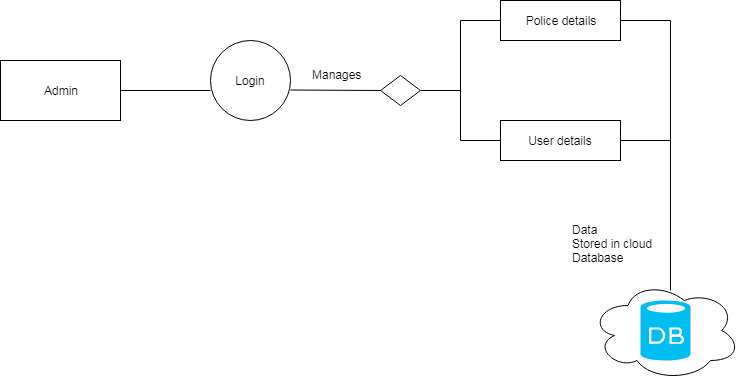 Police details
Manages
Login
Admin
User details
Data
Stored in cloud
Database
DB